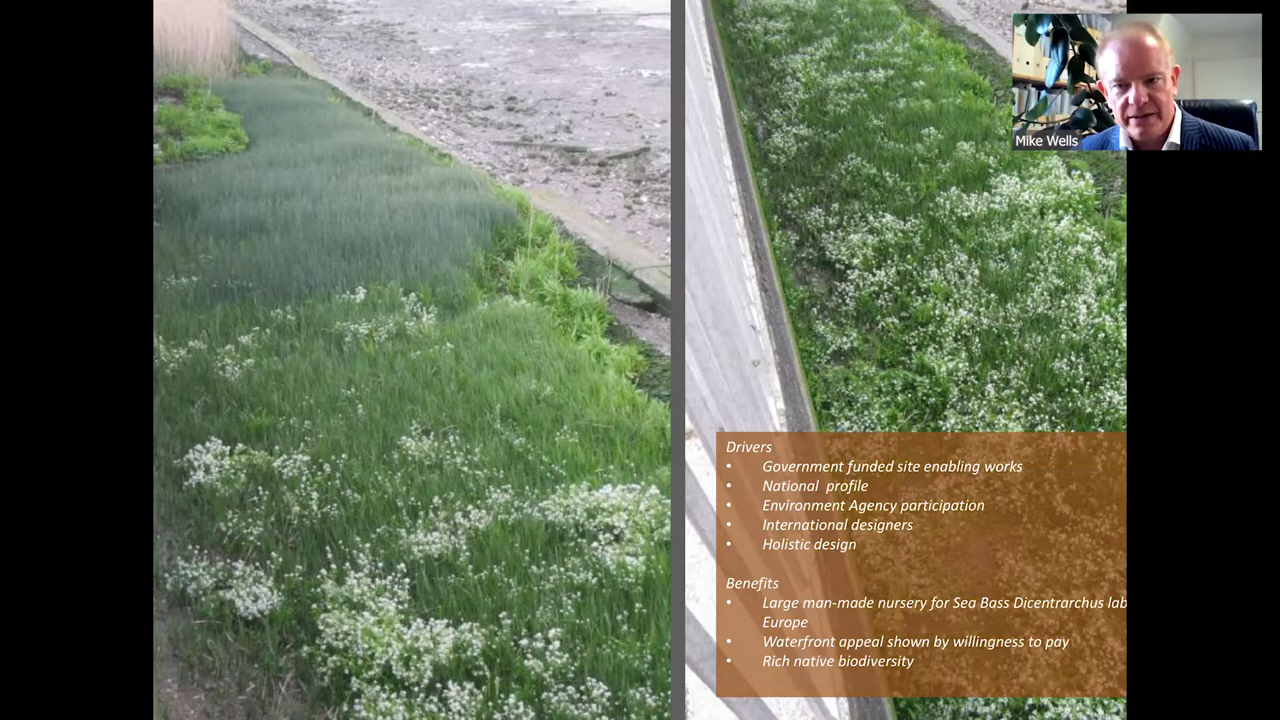 Mike Wells
Drivers
• Government funded site enabling works
• National profile
• Environment Agency participation
• International designers
• Holistic design
Benefits
• Large man-made nursery for Sea Bass Dicentrarchus lab
Europe
• Waterfront appeal shown by willingness to pay
• Rich native biodiversity